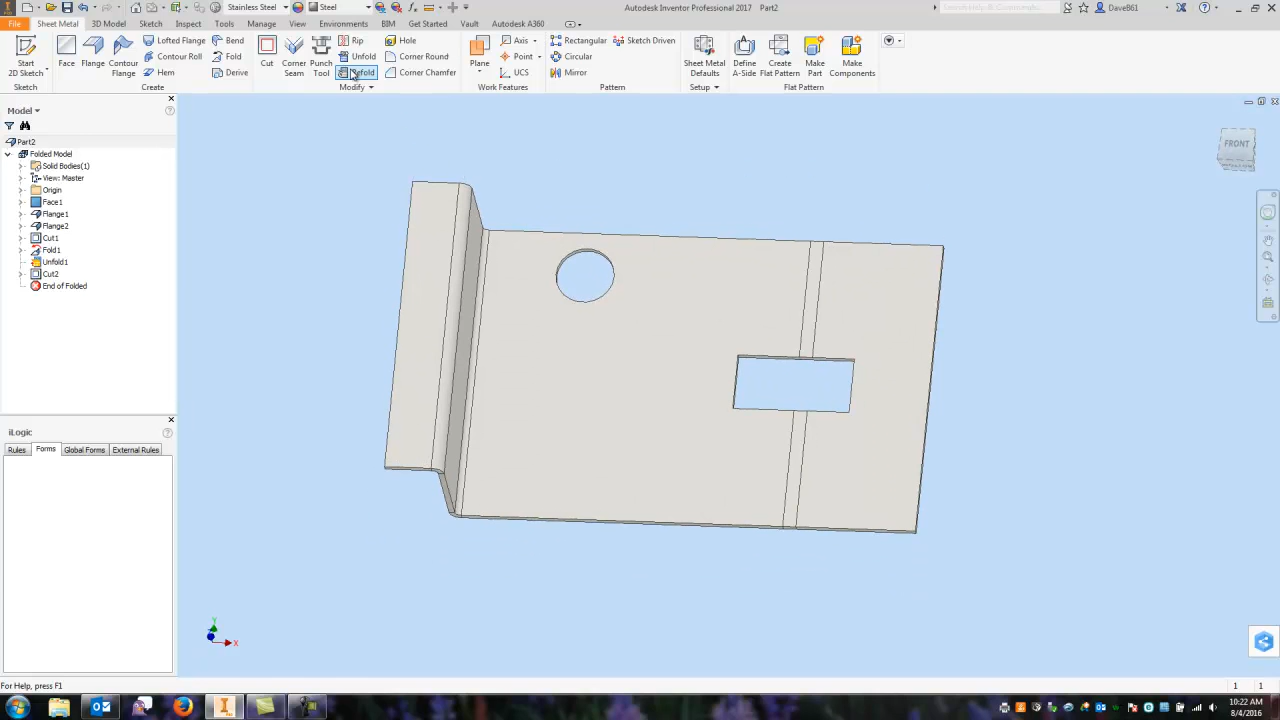 Stainless Steel
Steel
Autodesk Inventor Professional 2017   Part2
DaveB61
File
Sheet Metal
3D Model
Sketch
Inspect
Tools
Manage
View
Environments
BIM
Get Started
Vault
Autodesk A360
Start
2D Sketch
Face
Flange
Contour
Flange
Lofted Flange
Contour Roll
Hem
Bend
Fold
Derive
Cut
Corner
Seam
Punch
Tool
Rip
Unfold
Hole
Corner Round
Corner Chamfer
Plane
Axis
Point
UCS
Rectangular
Circular
Mirror
Sketch Driven
Sheet Metal
Defaults
Define
A-Side
Create
Flat Pattern
Make
Part
Make
Components
Sketch
Create
Modify
Work Features
Pattern
Setup
Flat Pattern
Model
Part2
Folded Model
Solid Bodies(1)
View: Master
Origin
Face1
Flange1
Flange2
Cut1
Fold1
Unfold1
Cut2
End of Folded
iLogic
Rules
Forms
Global Forms
External Rules
FRONT
Y
X
For Help, press F1
1
1
10:22 AM
8/4/2016